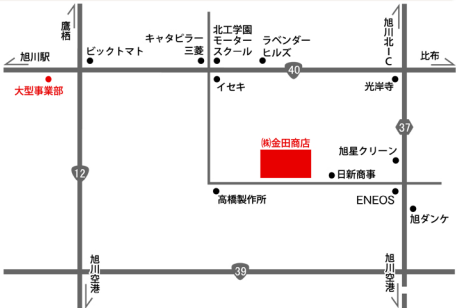 鷹栖
旭川北IC
キャタピラー
三菱
北工学園
モーター
スクール
ラベンダー
ヒルズ
旭川駅
ビックトマト
比布
40
大型事業部
イセキ
光岸寺
37
㈱金田商店
旭星クリーン
12
日新商事
高橋製作所
ENEOS
旭ダンケ
旭川空港
39
旭川空港